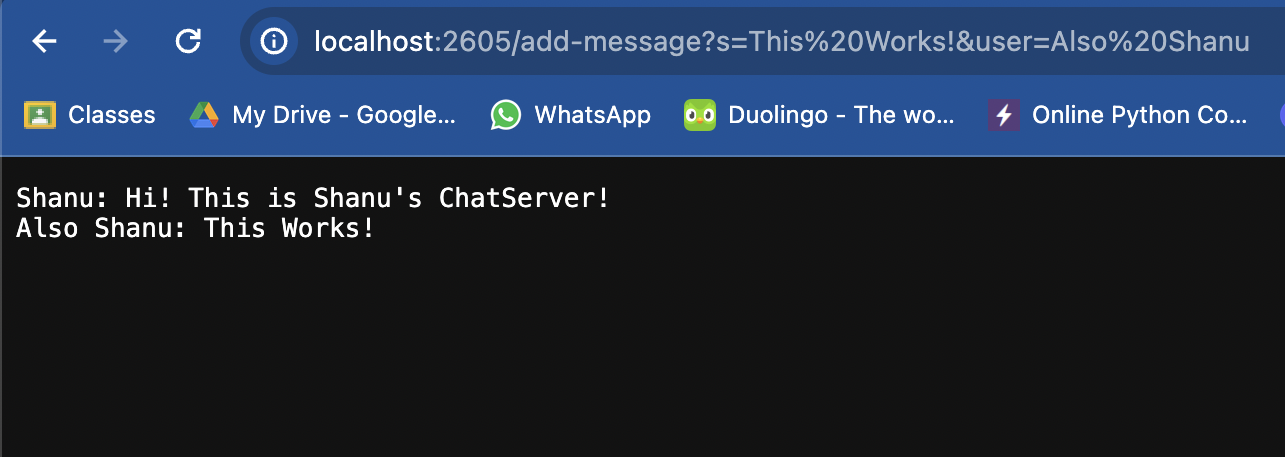 localhost:2605/add-message?s=This%20Works!&user=Also%20Shanu
Classes My Drive - Google... WhatsApp Duolingo - The wo... Online Python Co...
Shanu: Hi! This is Shanu's ChatServer!
Also Shanu: This Works!